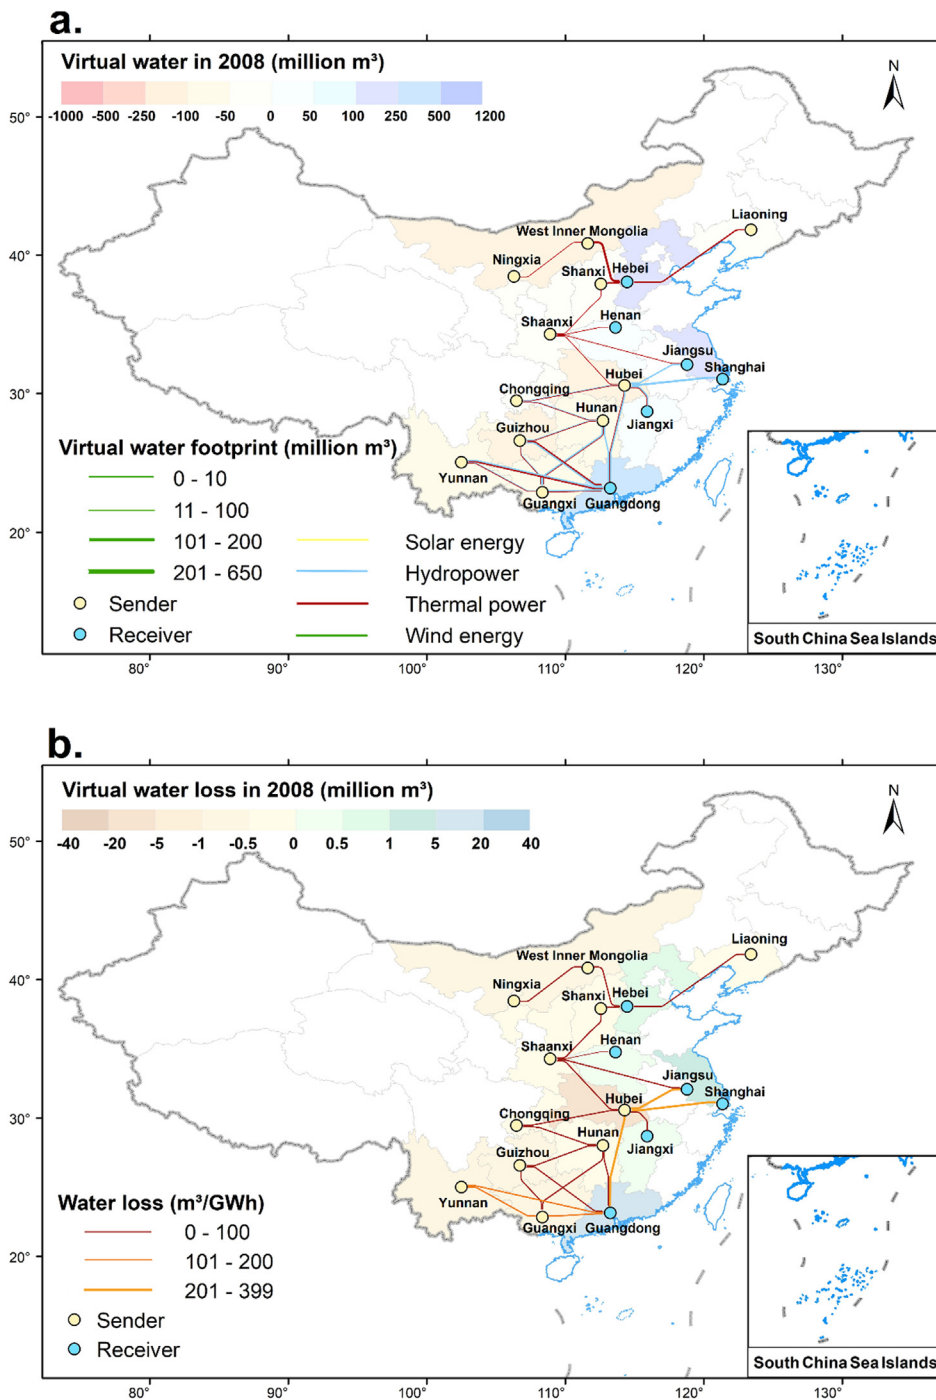 a.
Virtual water in 2008 (million m³)
-1000 -500 -250 -100 -50 0 50 100 250 500 1200
N
50°
40°
30°
20°
Liaoning
West Inner Mongolia
Ningxia
Shanxi
Hebei
Shaanxi
Henan
Jiangsu
Shanghai
Hubei
Chongqing
Hunan
Guizhou
Jiangxi
Yunnan
Guangxi
Guangdong
Virtual water footprint (million m³)
0 - 10
11 - 100
101 - 200
201 - 650
Sender
Receiver
Solar energy
Hydropower
Thermal power
Wind energy
South China Sea Islands
80° 90° 100° 110° 120° 130°
b.
Virtual water loss in 2008 (million m³)
-40 -20 -5 -1 -0.5 0 0.5 1 5 20 40
N
50°
40°
30°
20°
Liaoning
West Inner Mongolia
Ningxia
Shanxi
Hebei
Shaanxi
Henan
Jiangsu
Shanghai
Hubei
Chongqing
Hunan
Guizhou
Jiangxi
Yunnan
Guangxi
Guangdong
Water loss (m³/GWh)
0 - 100
101 - 200
201 - 399
Sender
Receiver
South China Sea Islands
80° 90° 100° 110° 120° 130°